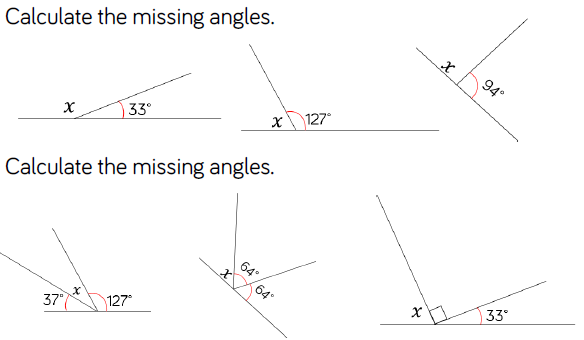 Calculate the missing angles.
x 33° x 127° x 94°
Calculate the missing angles.
37° x 127° x 64° 64° x 33°